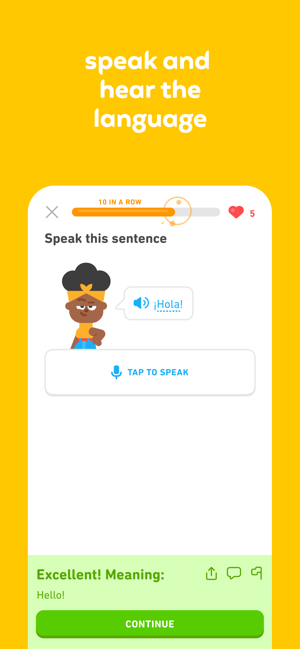 speak and
hear the
language
10 IN A ROW
5
Speak this sentence
¡Hola!
TAP TO SPEAK
Excellent! Meaning:
Hello!
CONTINUE